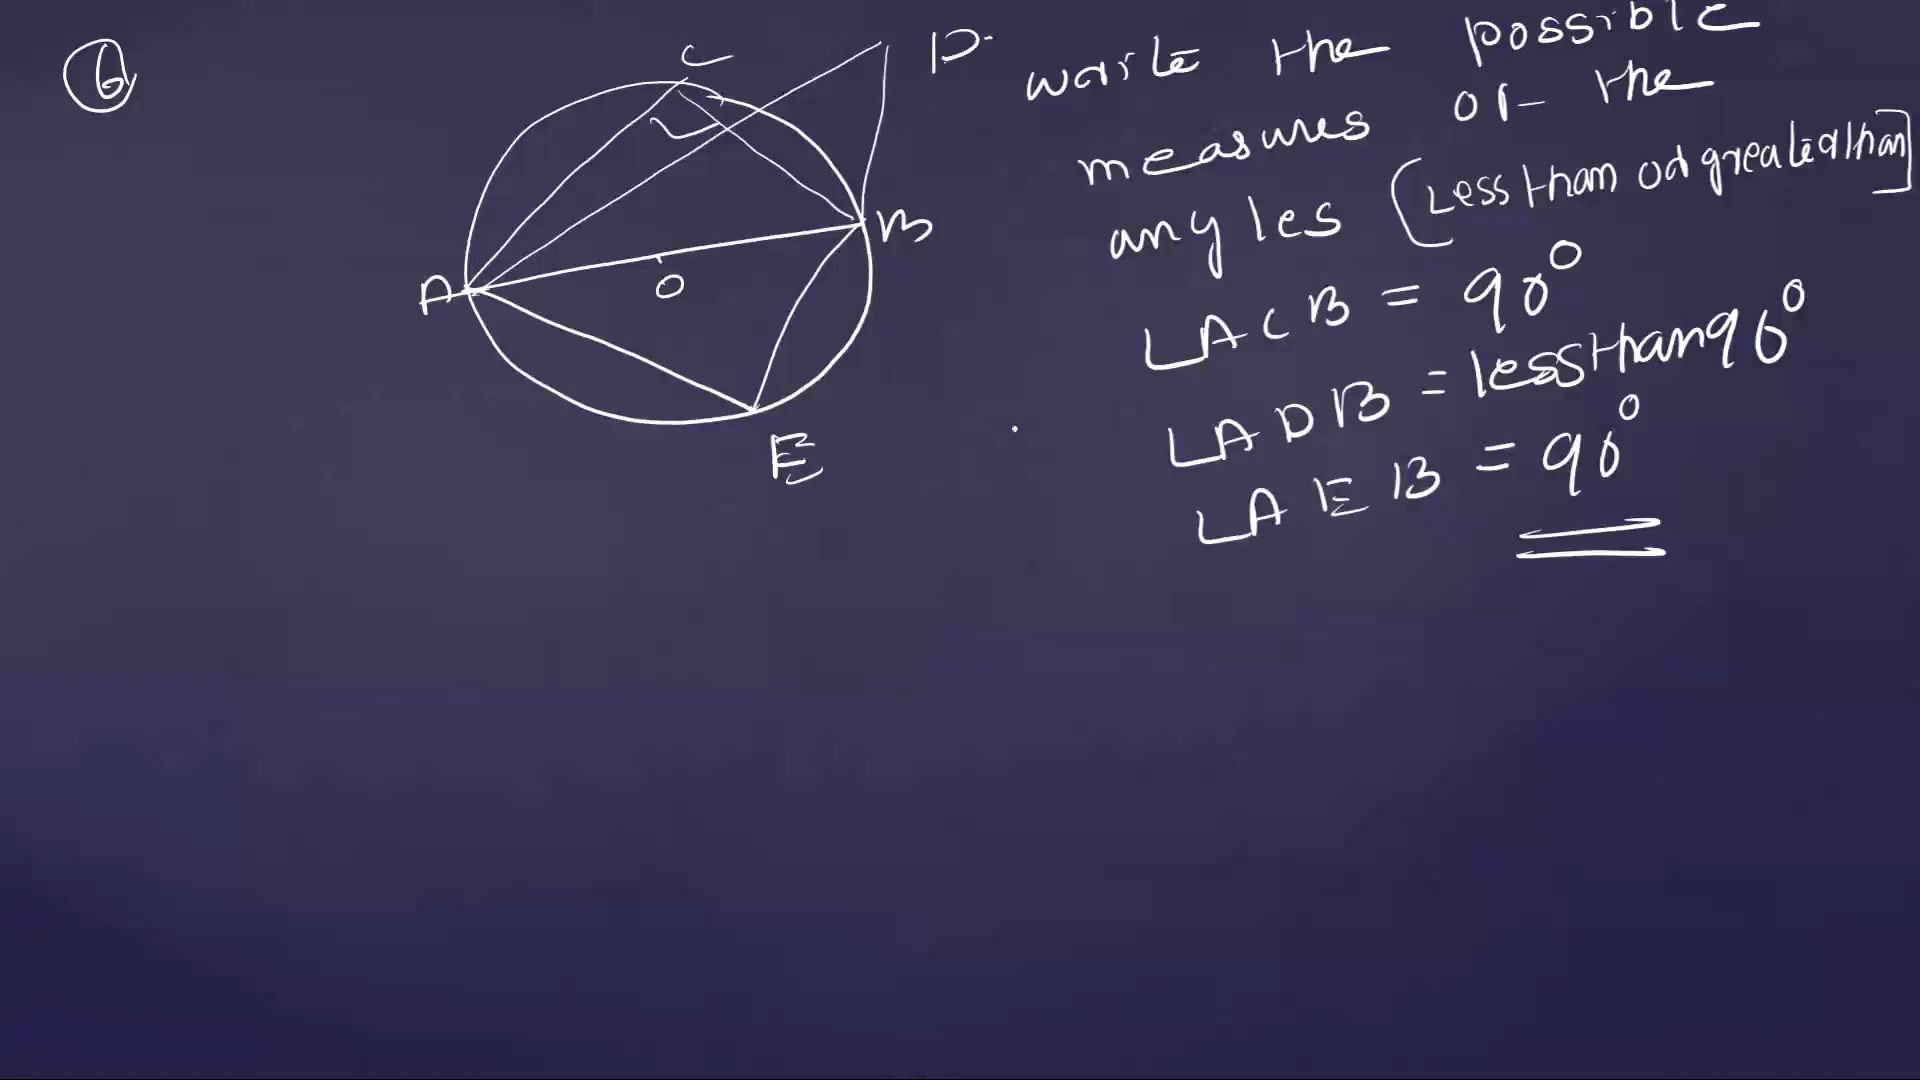 6
C
D
B
A
O
E
write the possible
measures of the
angles [Less than or greater than]
∠ACB = 90°
∠ADB = less than 90°
∠AEB = 90°